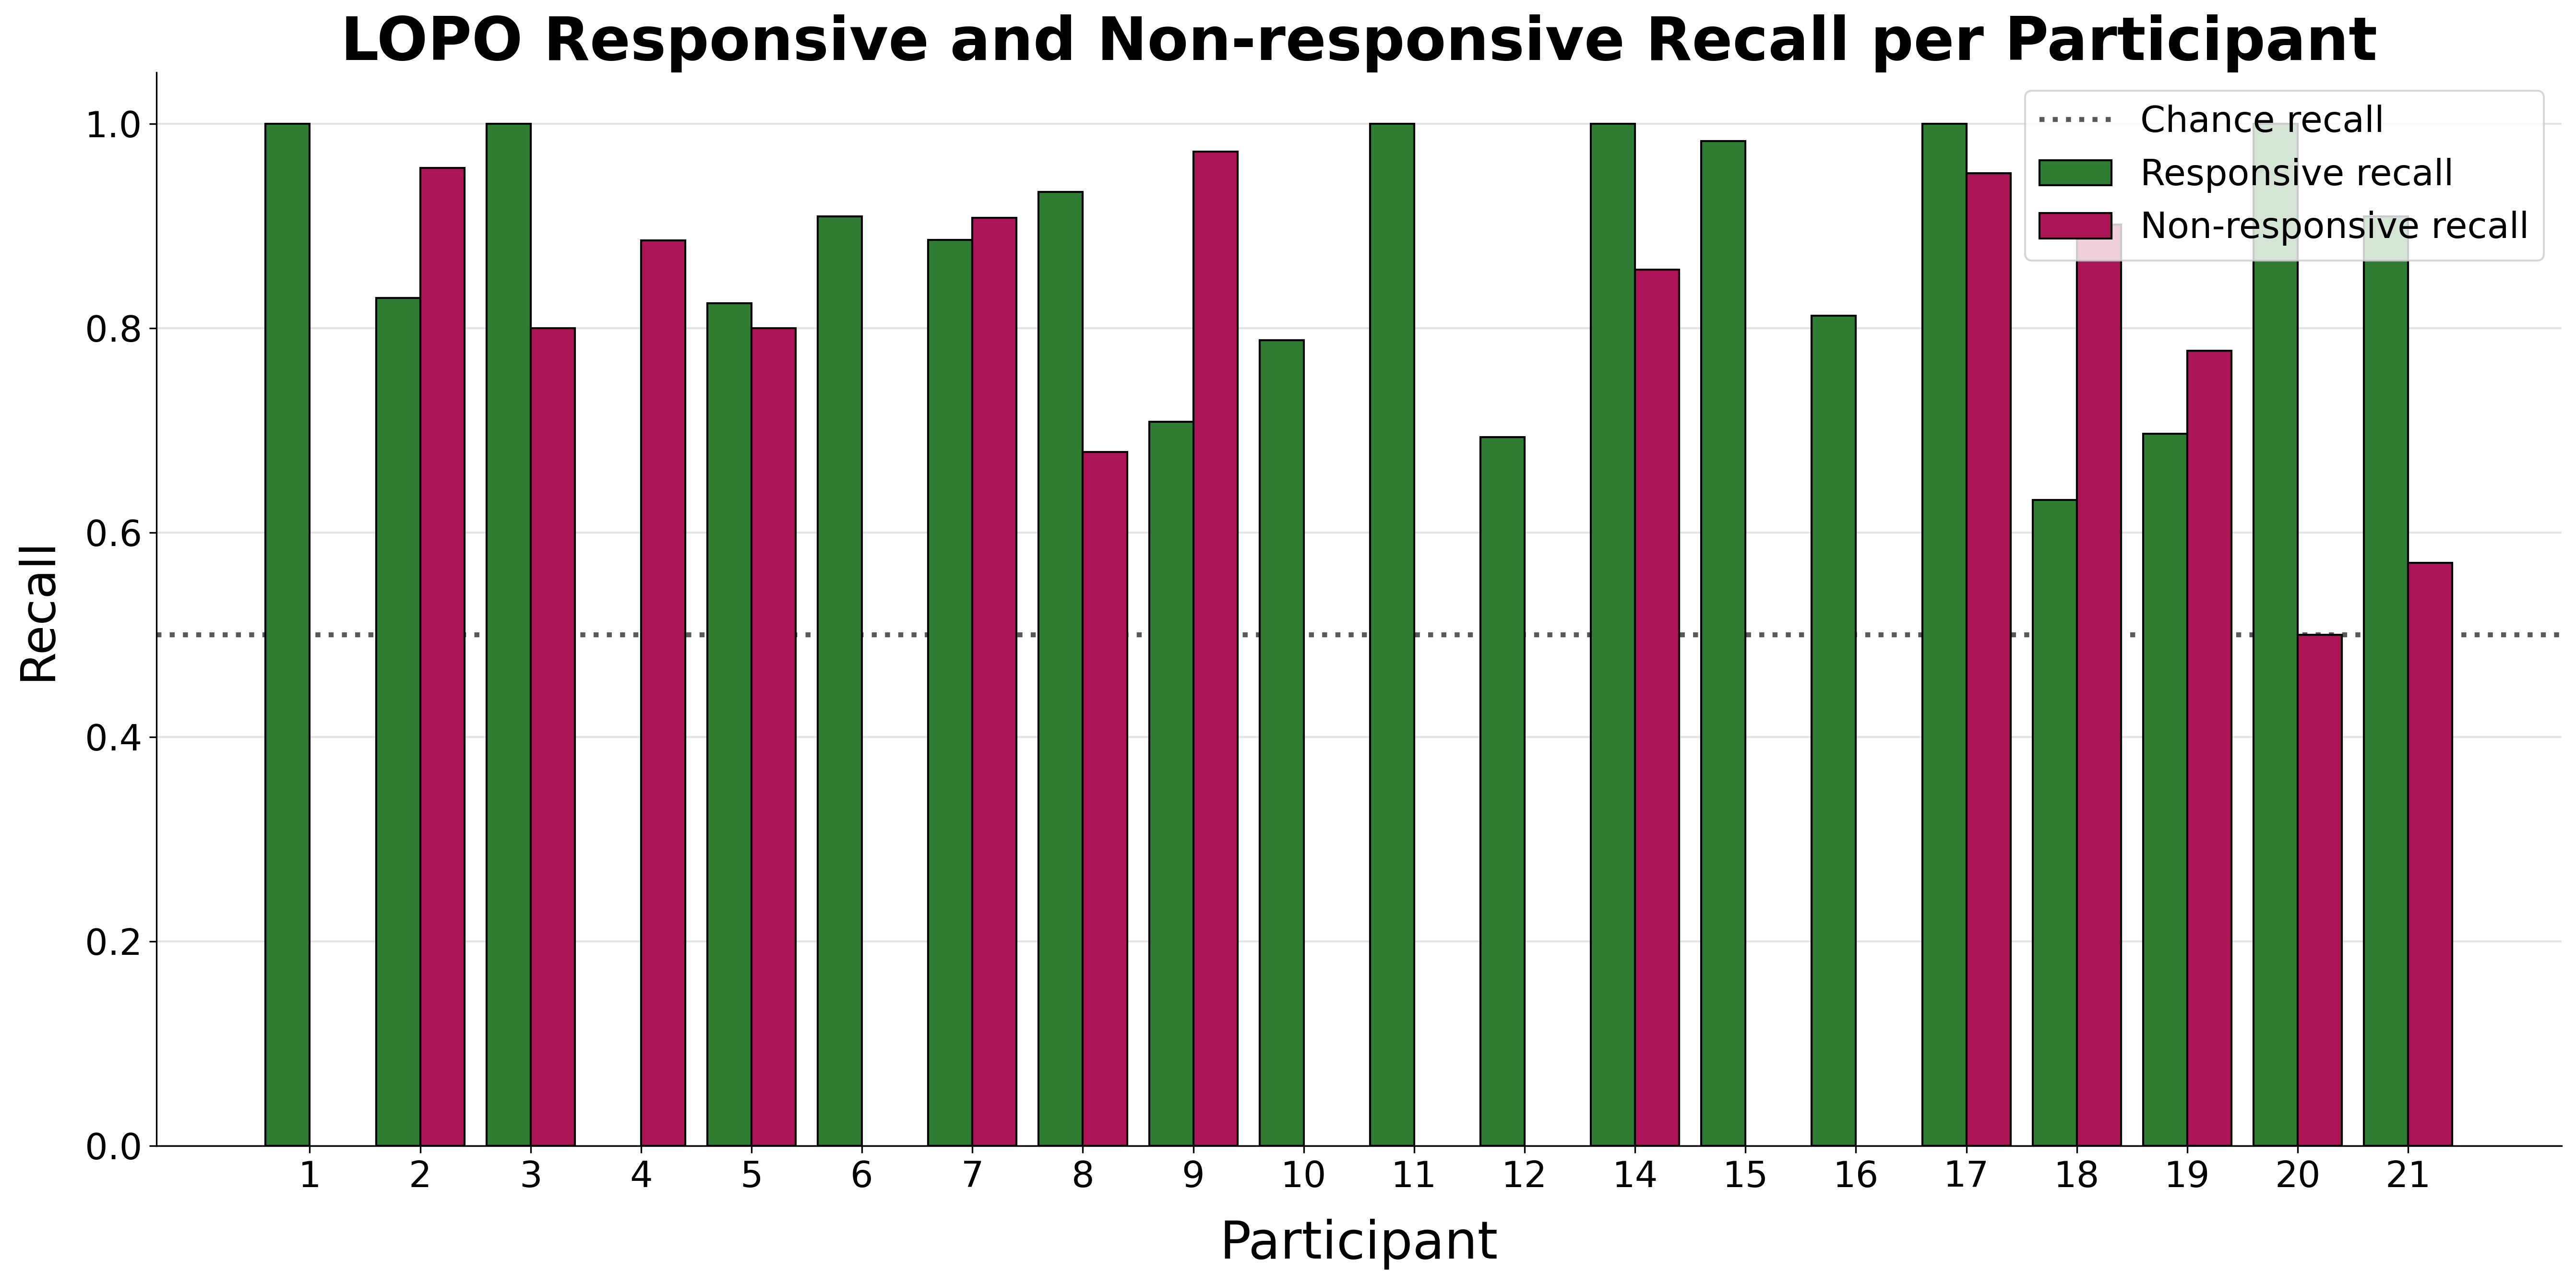 LOPO Responsive and Non-responsive Recall per Participant
Chance recall
Responsive recall
Non-responsive recall
1.0
0.8
0.6
0.4
0.2
0.0
Recall
1 2 3 4 5 6 7 8 9 10 11 12 14 15 16 17 18 19 20 21
Participant